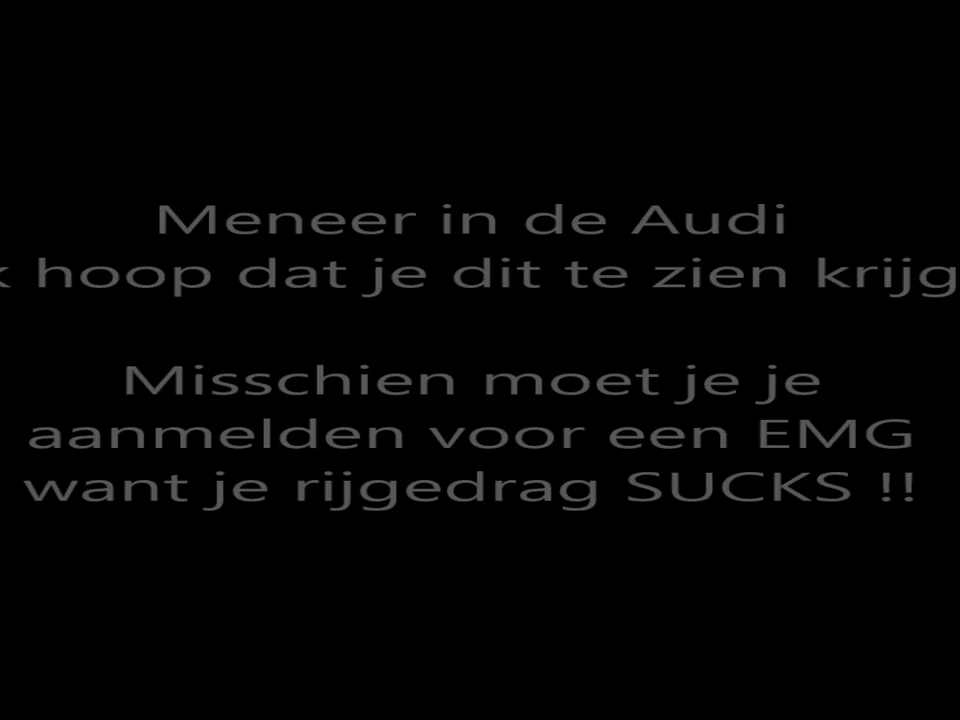 Meneer in de Audi
k hoop dat je dit te zien krijg
Misschien moet je je
aanmelden voor een EMG
want je rijgedrag SUCKS !!